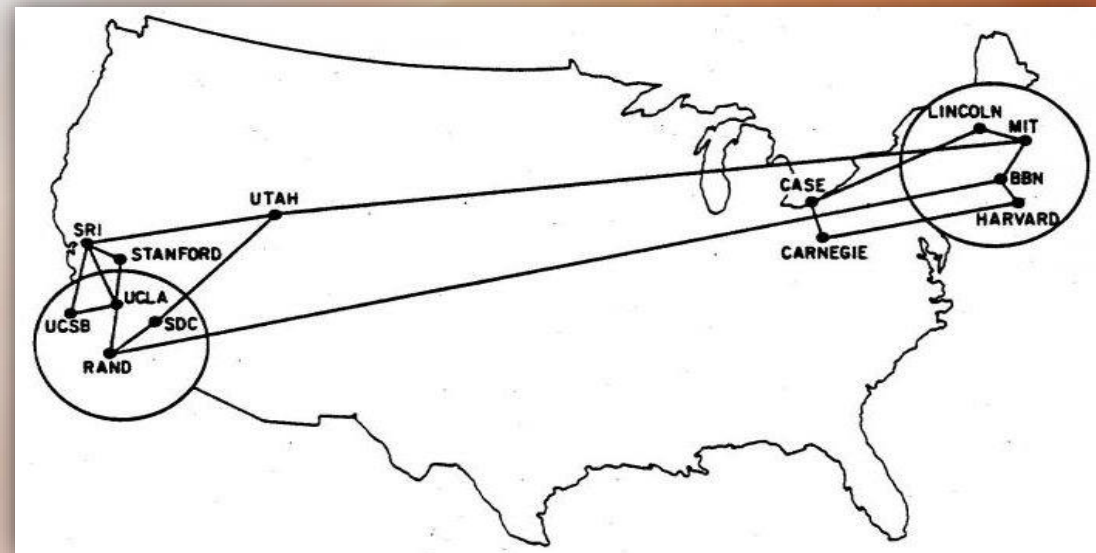 LINCOLN
MIT
CASE
BBN
UTAH
HARVARD
SRI
STANFORD
CARNEGIE
UCLA
UCSB
SDC
RAND